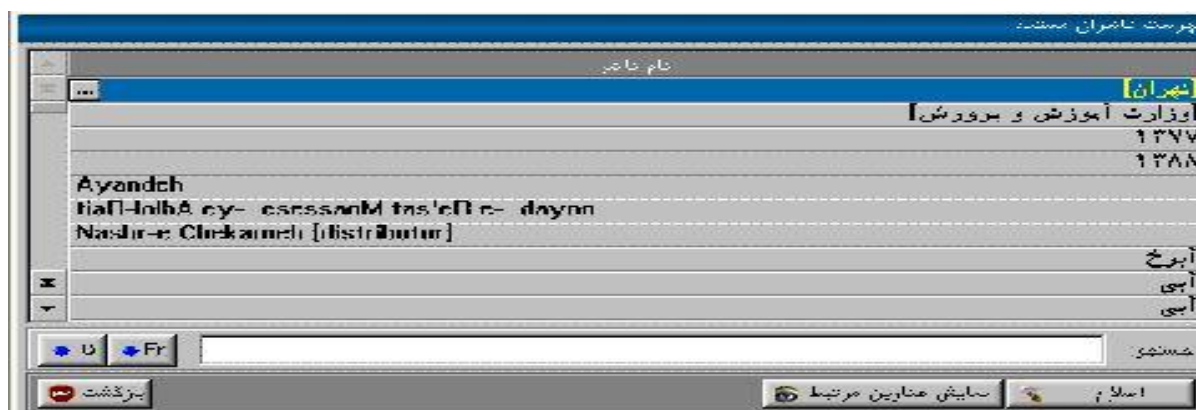 فهرست ناشران مستند
نام ناشر
[تهران]
[وزارت آموزش و پرورش]
۱۳۷۷
۱۳۸۸
Ayandeh
Nashr-e Chekameh [distributor]
آبرخ
آبی
آبی
جستجو:
Fr
نمایش عناوین مرتبط
بازگشت